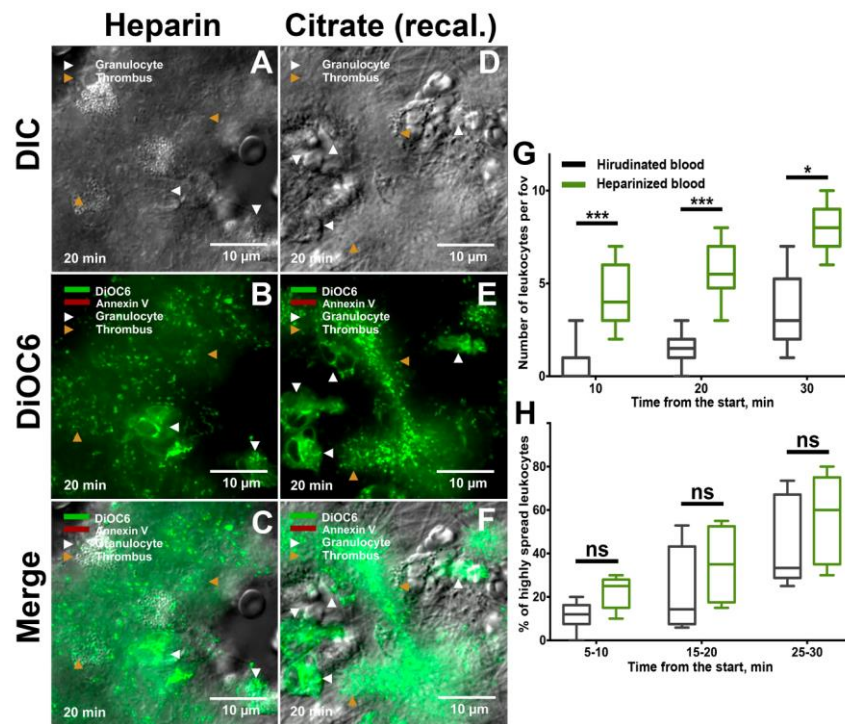 Heparin
Citrate (recal.)
DIC
A
Granulocyte
Thrombus
20 min
10 µm
D
Granulocyte
Thrombus
20 min
10 µm
DiOC6
B
DiOC6
Annexin V
Granulocyte
Thrombus
20 min
10 µm
E
DiOC6
Annexin V
Granulocyte
Thrombus
20 min
10 µm
Merge
C
DiOC6
Annexin V
Granulocyte
Thrombus
20 min
10 µm
F
DiOC6
Annexin V
Granulocyte
Thrombus
20 min
10 µm
G
Hirudinated blood
Heparinized blood
Number of leukocytes per fov
10
5
0
***
***
*
10 20 30
Time from the start, min
H
% of highly spread leukocytes
80
60
40
20
0
ns
ns
ns
5-10 15-20 25-30
Time from the start, min